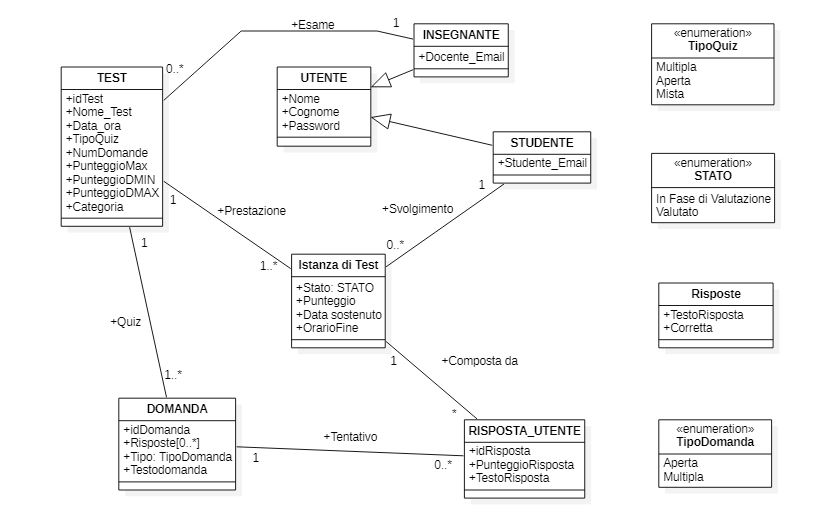 +Esame
1
0..*
INSEGNANTE
+Docente_Email
«enumeration»
TipoQuiz
Multipla
Aperta
Mista
TEST
+idTest
+Nome_Test
+Data_ora
+TipoQuiz
+NumDomande
+PunteggioMax
+PunteggioDMIN
+PunteggioDMAX
+Categoria
UTENTE
+Nome
+Cognome
+Password
STUDENTE
+Studente_Email
«enumeration»
STATO
In Fase di Valutazione
Valutato
1
+Prestazione
1..*
1
+Svolgimento
0..*
1
+Quiz
1..*
Istanza di Test
+Stato: STATO
+Punteggio
+Data sostenuto
+OrarioFine
Risposte
+TestoRisposta
+Corretta
1
+Composta da
*
DOMANDA
+idDomanda
+Risposte[0..*]
+Tipo: TipoDomanda
+Testodomanda
+Tentativo
1
0..*
RISPOSTA_UTENTE
+idRisposta
+PunteggioRisposta
+TestoRisposta
«enumeration»
TipoDomanda
Aperta
Multipla